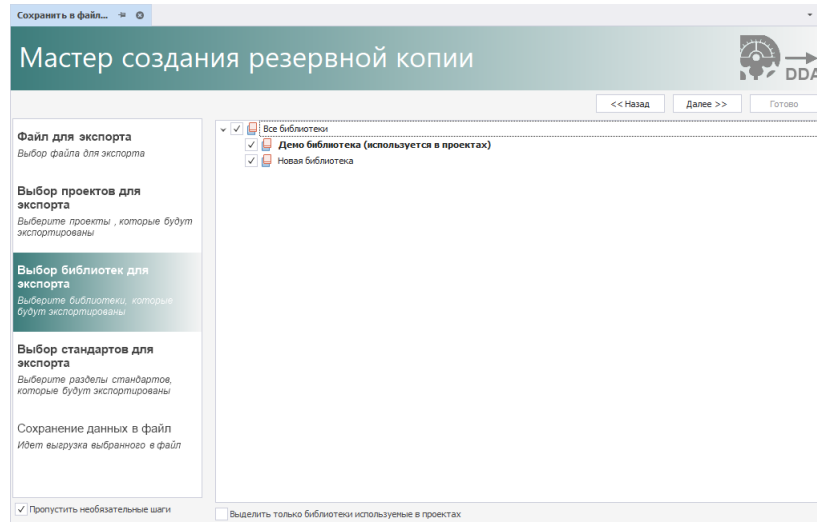 Сохранить в файл...
Мастер создания резервной копии
DDA
<< Назад
Далее >>
Готово
Файл для экспорта
Выбор файла для экспорта
Выбор проектов для
экспорта
Выберите проекты , которые будут
экспортированы
Выбор библиотек для
экспорта
Выберите библиотеки, которые
будут экспортированы
Выбор стандартов для
экспорта
Выберите разделы стандартов,
которые будут экспортированы
Сохранение данных в файл
Идет выгрузка выбранного в файл
Пропустить необязательные шаги
Все библиотеки
Демо библиотека (используется в проектах)
Новая библиотека
Выделить только библиотеки используемые в проектах